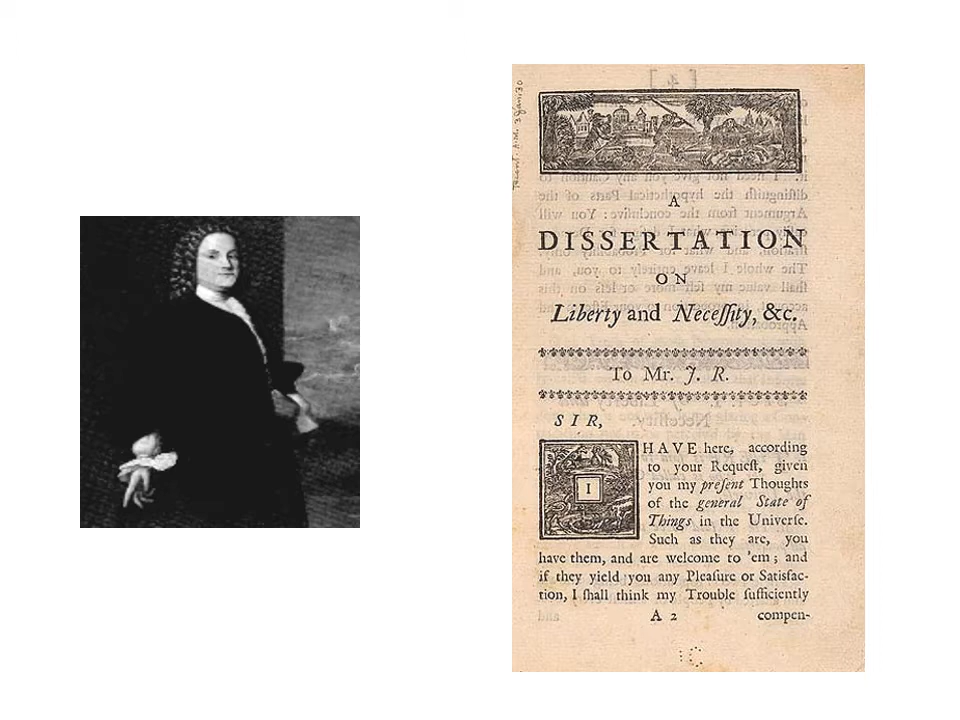 [ 4 ]
A
DISSERTATION
ON
Liberty and Neceſſity, &c.
To Mr. J. R.
SIR,
I HAVE here, according
to your Requeſt, given
you my preſent Thoughts
of the general State of
Things in the Univerſe.
Such as they are, you
have them, and are welcome to 'em; and
if they yield you any Pleaſure or Satisfac-
tion, I ſhall think my Trouble ſufficiently
A 2 compen-